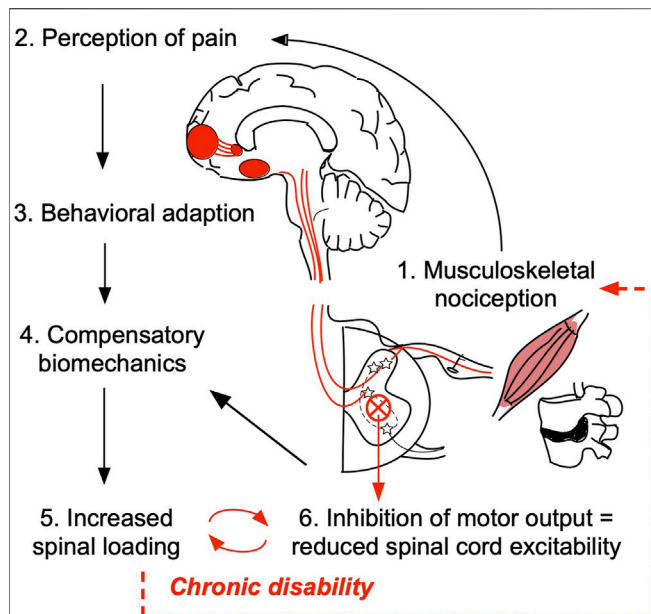 2. Perception of pain
3. Behavioral adaption
1. Musculoskeletal
nociception
4. Compensatory
biomechanics
5. Increased
spinal loading
6. Inhibition of motor output =
reduced spinal cord excitability
Chronic disability